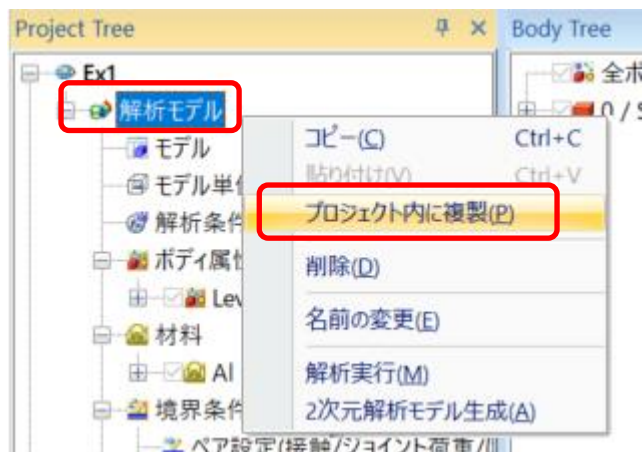 Project Tree
Body Tree
Ex1
解析モデル
モデル
モデル単
解析条件
ボディ属
Lev
材料
Al
境界条件
ペア設定(接触/ジョイント荷重/
全ボ
0 / S
コピー(C) Ctrl+C
貼り付け(V) Ctrl+V
プロジェクト内に複製(P)
削除(D)
名前の変更(E)
解析実行(M)
2次元解析モデル生成(A)